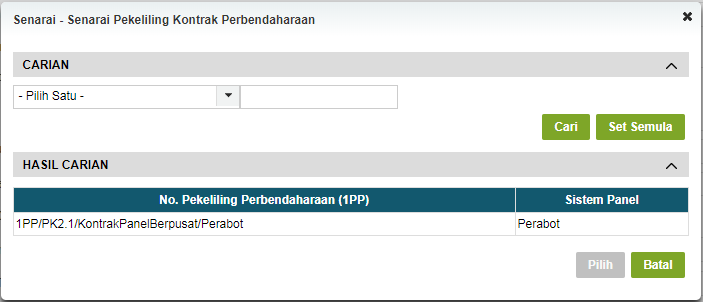 Senarai - Senarai Pekeliling Kontrak Perbendaharaan
CARIAN
- Pilih Satu -
Cari Set Semula
HASIL CARIAN
No. Pekeliling Perbendaharaan (1PP) Sistem Panel
1PP/PK2.1/KontrakPanelBerpusat/Perabot Perabot
Pilih Batal